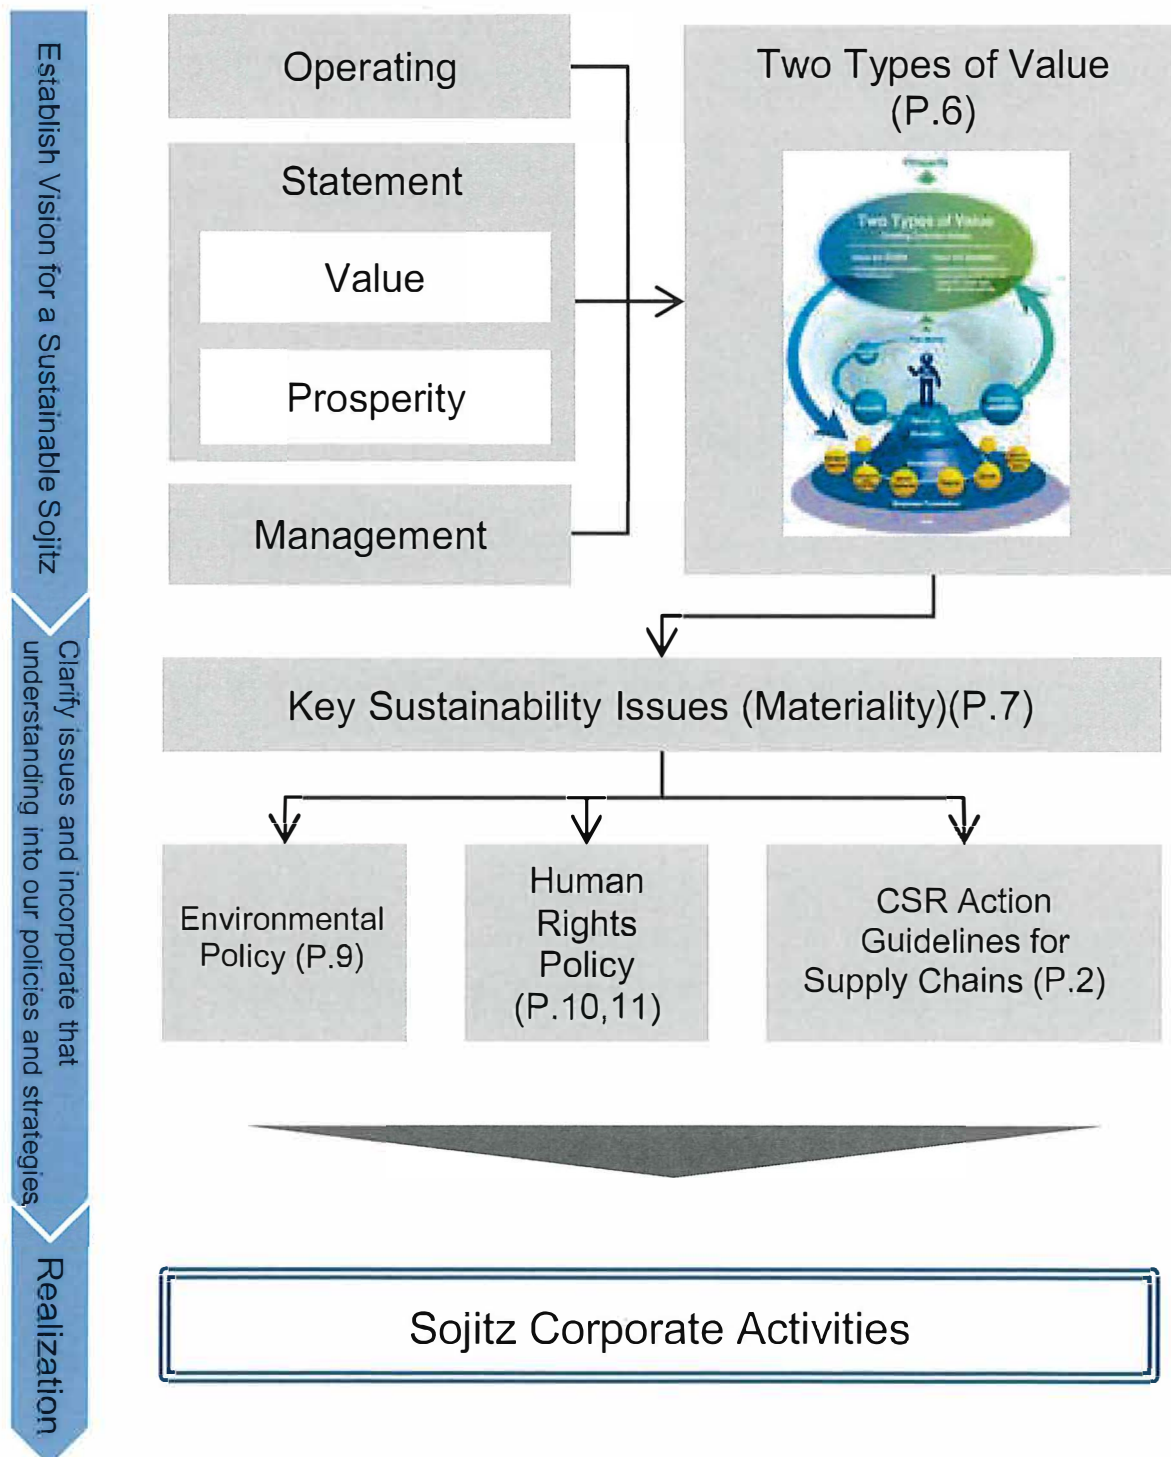 Establish Vision for a Sustainable Sojitz
Operating
Statement
Value
Prosperity
Management
Two Types of Value
(P.6)
Two Types of Value
Key Sustainability Issues (Materiality)(P.7)
Clarify issues and incorporate that
understanding into our policies and strategies
Environmental
Policy (P.9)
Human
Rights
Policy
(P.10,11)
CSR Action
Guidelines for
Supply Chains (P.2)
Realization
Sojitz Corporate Activities